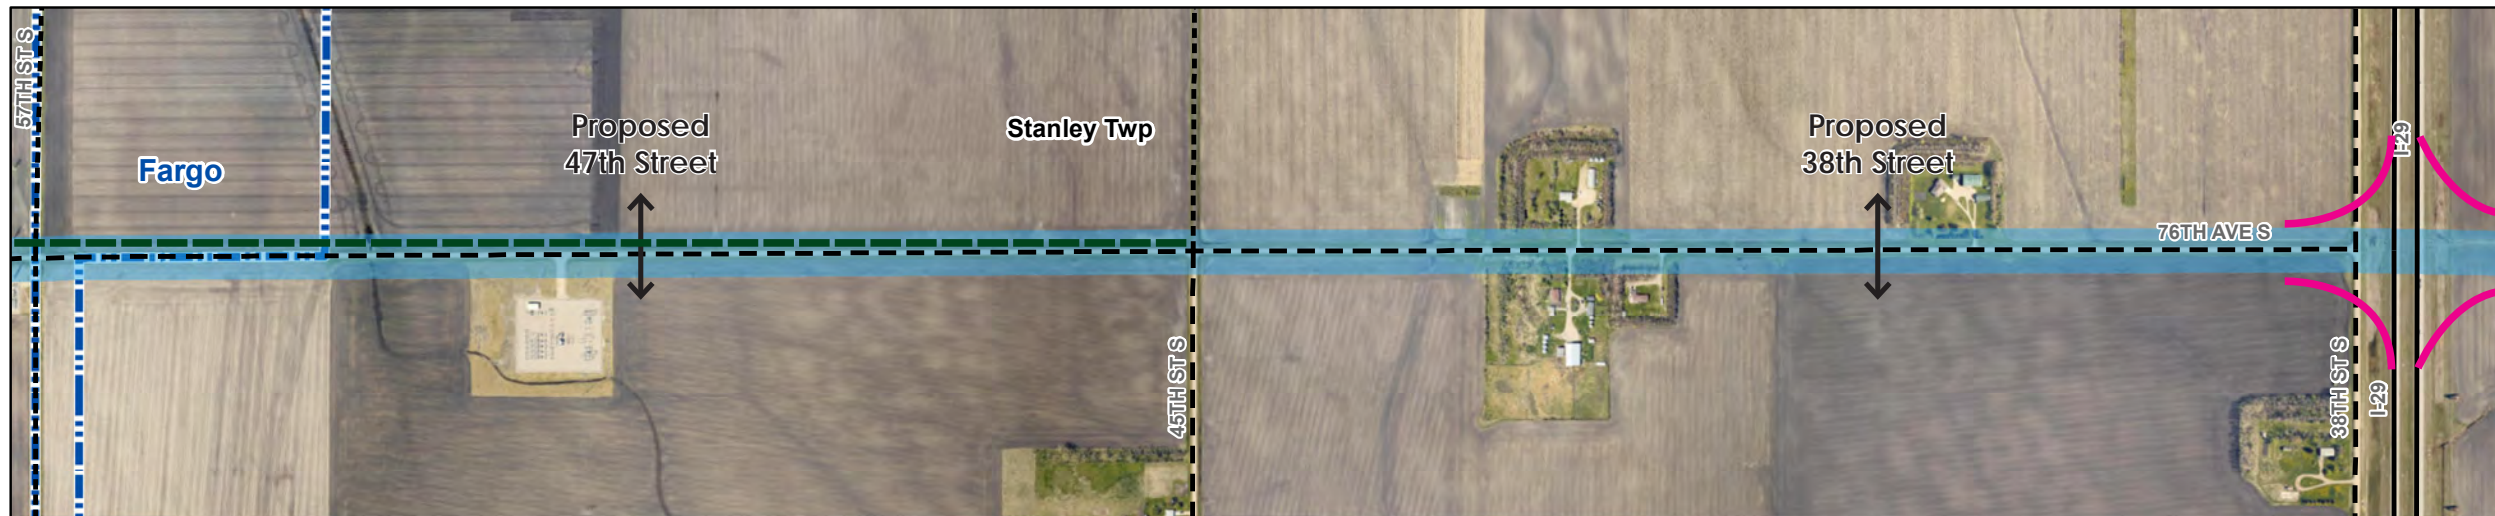 57TH ST S
Fargo
Proposed
47th Street
Stanley Twp
45TH ST S
Proposed
38th Street
76TH AVE S
I-29
38TH ST S
I-29